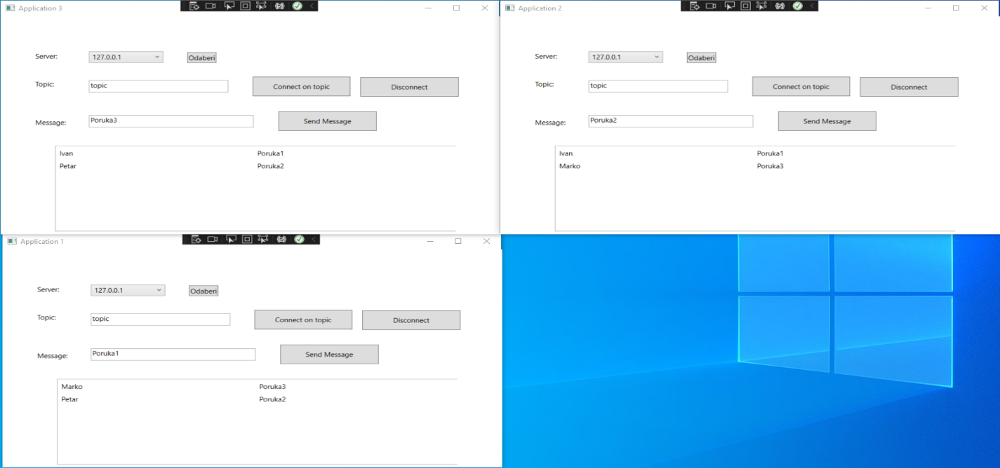 Application 3
Server: 127.0.0.1 Odaberi
Topic: topic Connect on topic Disconnect
Message: Poruka3 Send Message
Ivan Poruka1
Petar Poruka2
Application 2
Server: 127.0.0.1 Odaberi
Topic: topic Connect on topic Disconnect
Message: Poruka2 Send Message
Ivan Poruka1
Marko Poruka3
Application 1
Server: 127.0.0.1 Odaberi
Topic: topic Connect on topic Disconnect
Message: Poruka1 Send Message
Marko Poruka3
Petar Poruka2